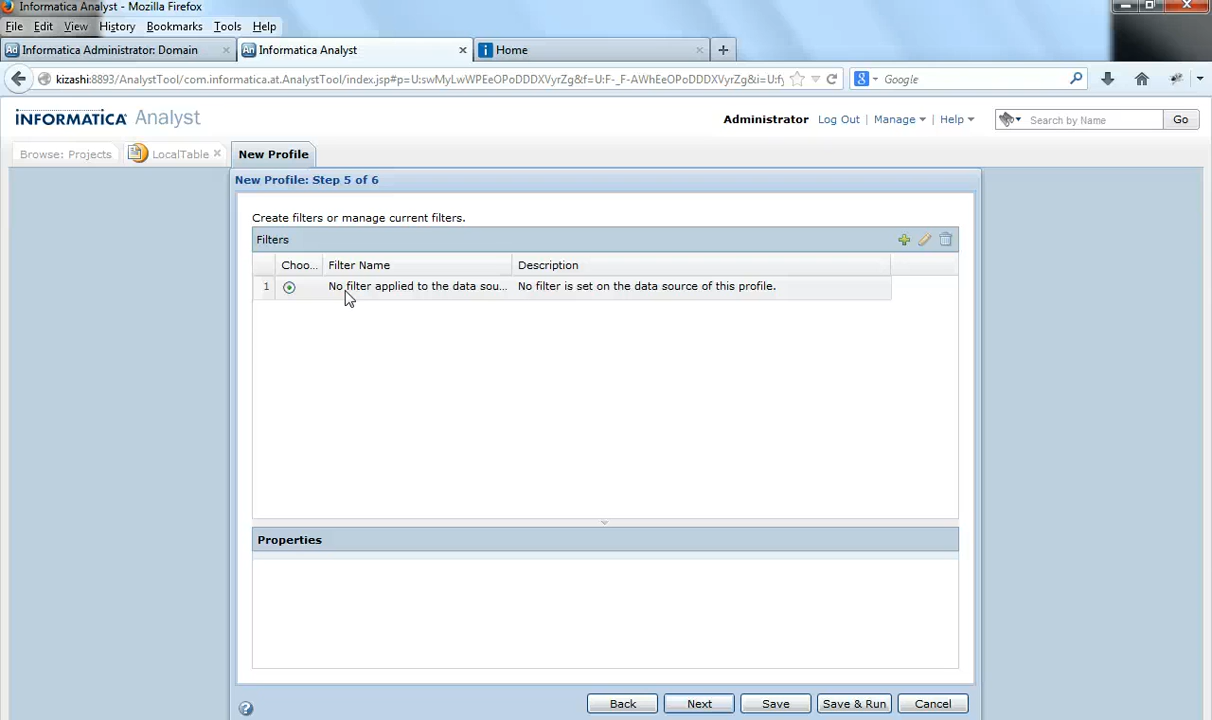 Informatica Analyst - Mozilla Firefox
File Edit View History Bookmarks Tools Help
Ad Informatica Administrator: Domain × An Informatica Analyst × i Home × +
kizashi:8893/AnalystTool/com.informatica.at.AnalystTool/index.jsp#p=U:swMyLwWPEeOPoDDDXVyrZg&f=U:F-_F-AWhEeOPoDDDXVyrZg&i=U:fy Google
INFORMATICA Analyst Administrator Log Out | Manage | Help | Search by Name Go
Browse: Projects LocalTable × New Profile
New Profile: Step 5 of 6
Create filters or manage current filters.
Filters
Choo... Filter Name Description
1 No filter applied to the data sou... No filter is set on the data source of this profile.
Properties
? Back Next Save Save & Run Cancel